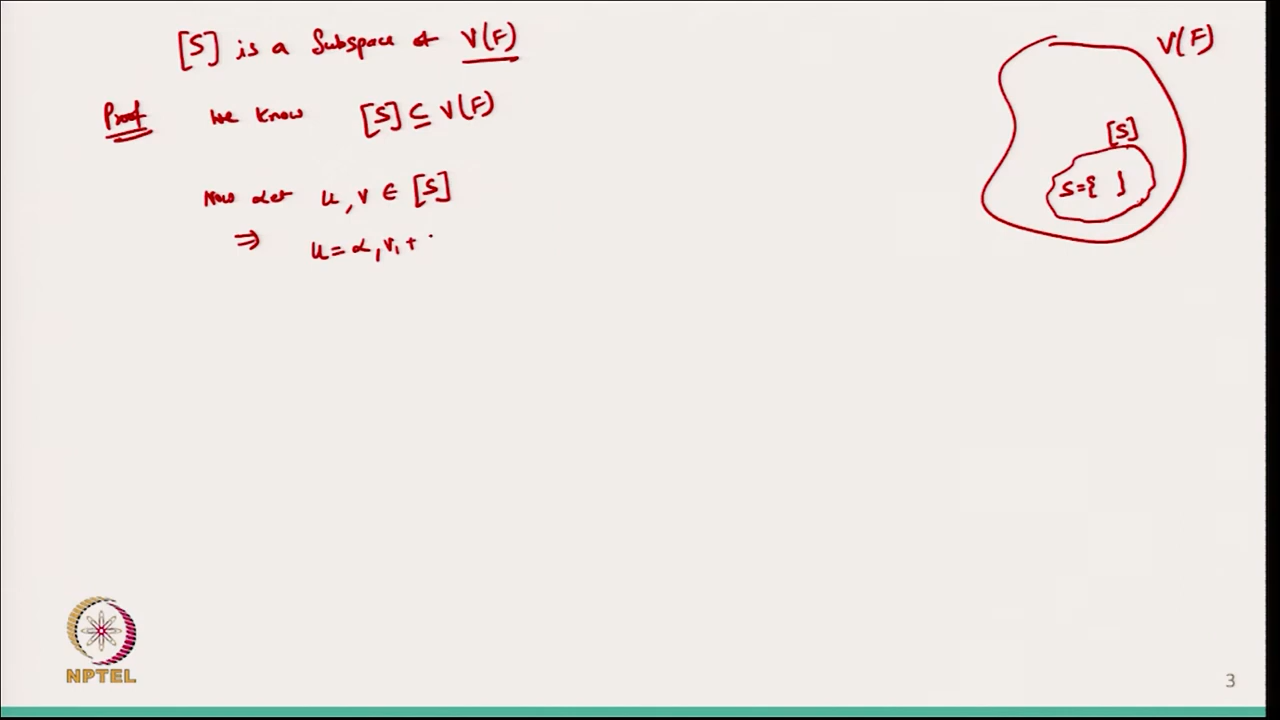 [S] is a Subspace of V(F)
Proof We know [S] ⊆ V(F)
Now let u, v ∈ [S]
⇒ u = α₁v₁ + ·
V(F)
[S]
S={ }
NPTEL
3